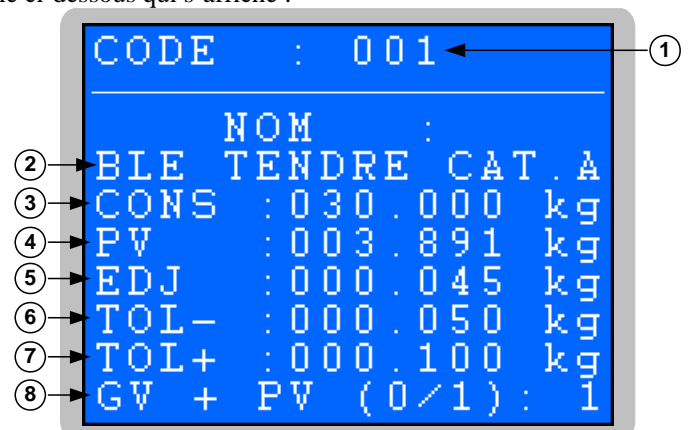 CODE : 001 1
NOM :
2 BLE TENDRE CAT.A
3 CONS :030.000 kg
4 PV :003.891 kg
5 EDJ :000.045 kg
6 TOL- :000.050 kg
7 TOL+ :000.100 kg
8 GV + PV (0/1): 1